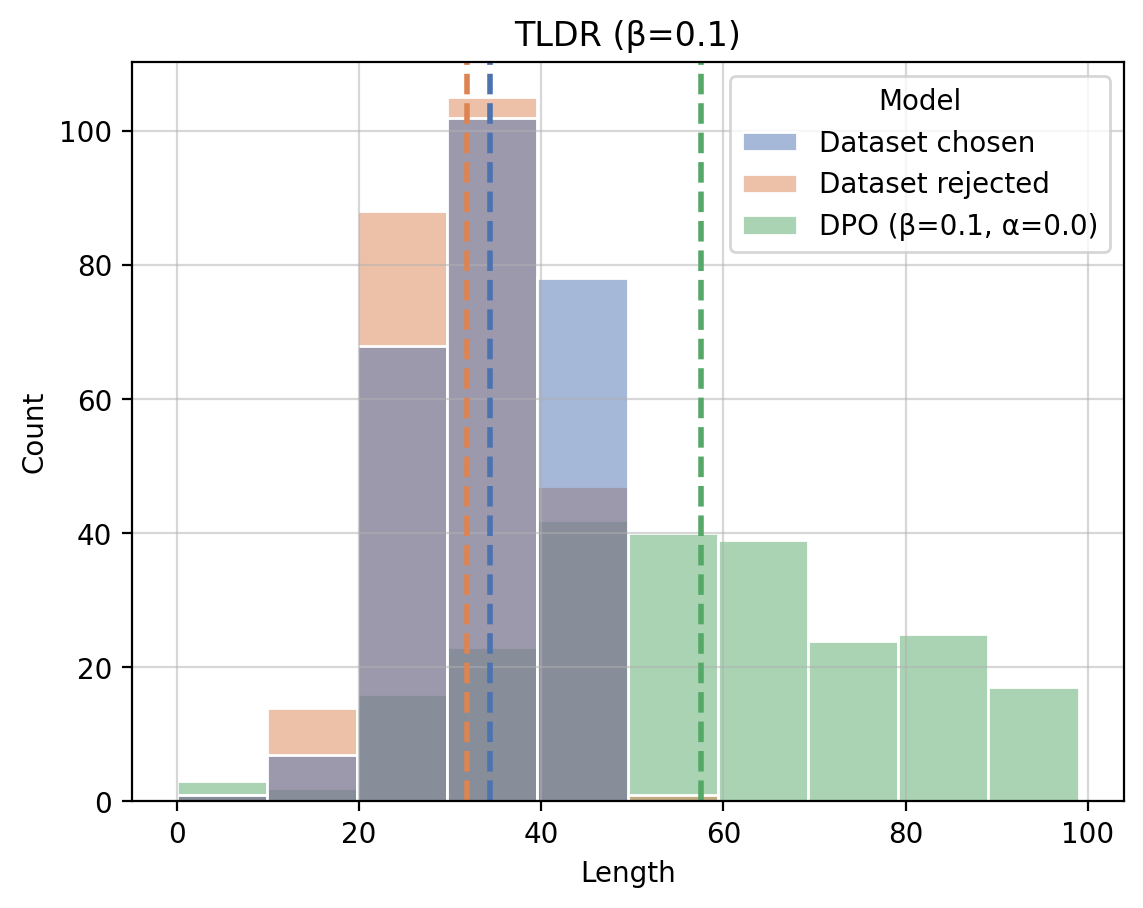 TLDR (β=0.1)
Model
Dataset chosen
Dataset rejected
DPO (β=0.1, α=0.0)
Count
100
80
60
40
20
0
0 20 40 60 80 100
Length